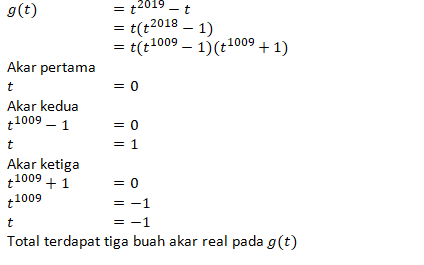 g(t) = t^2019 − t
= t(t^2018 − 1)
= t(t^1009 − 1)(t^1009 + 1)
Akar pertama
t = 0
Akar kedua
t^1009 − 1 = 0
t = 1
Akar ketiga
t^1009 + 1 = 0
t^1009 = −1
t = −1
Total terdapat tiga buah akar real pada g(t)